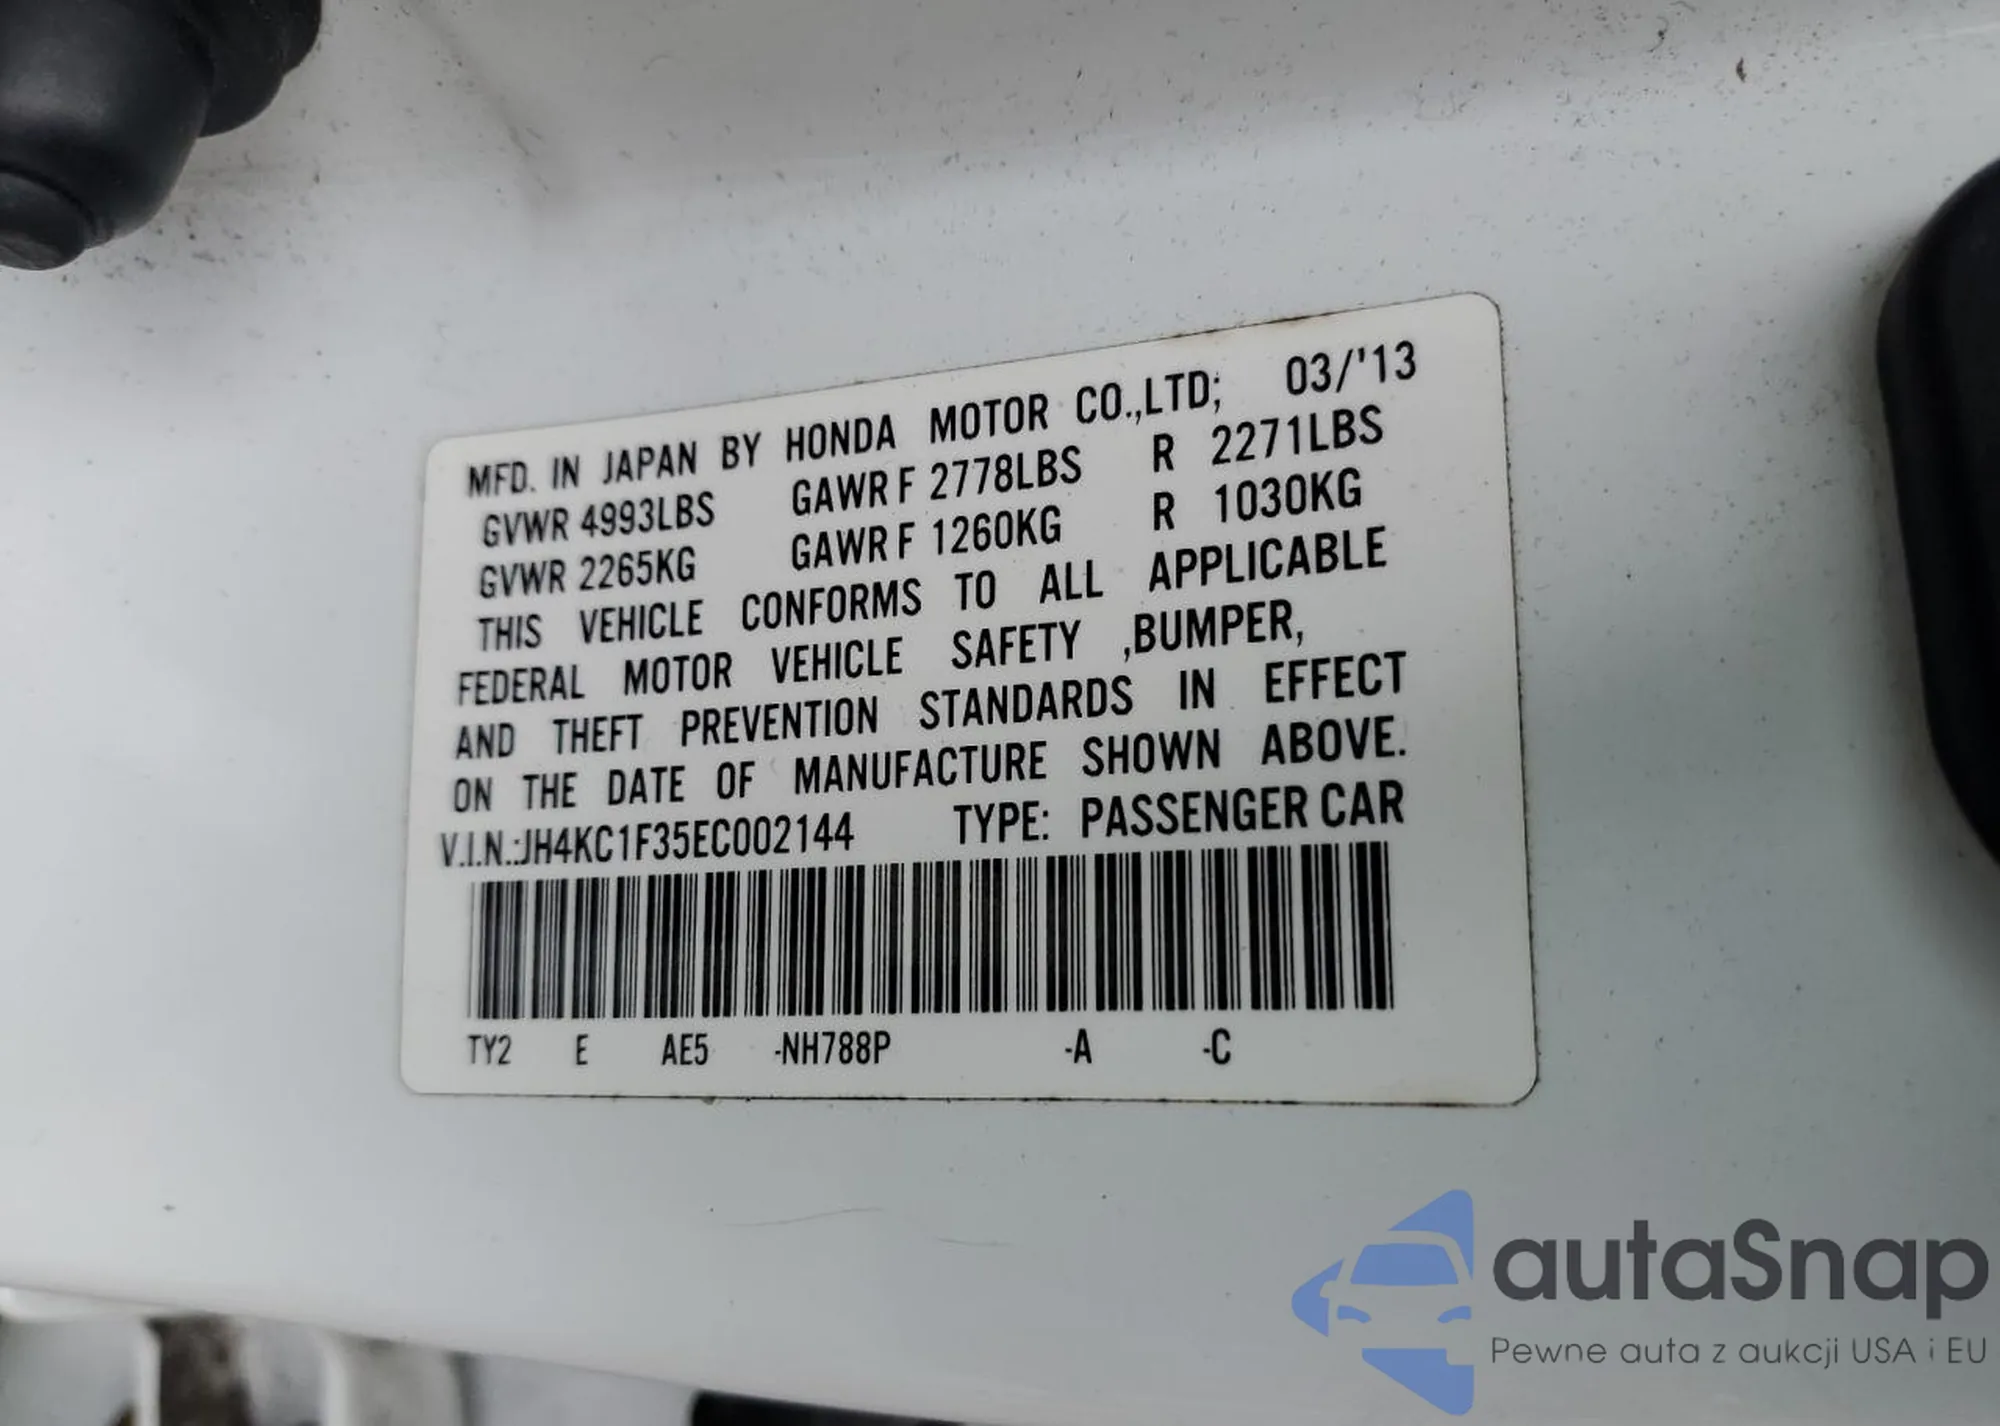 MFD. IN JAPAN BY HONDA MOTOR CO.,LTD; 03/'13
GVWR 4993LBS GAWR F 2778LBS R 2271LBS
GVWR 2265KG GAWR F 1260KG R 1030KG
THIS VEHICLE CONFORMS TO ALL APPLICABLE
FEDERAL MOTOR VEHICLE SAFETY ,BUMPER,
AND THEFT PREVENTION STANDARDS IN EFFECT
ON THE DATE OF MANUFACTURE SHOWN ABOVE.
V.I.N.:JH4KC1F35EC002144 TYPE: PASSENGER CAR
TY2 E AE5 -NH788P -A -C
autaSnap
Pewne auta z aukcji USA i EU